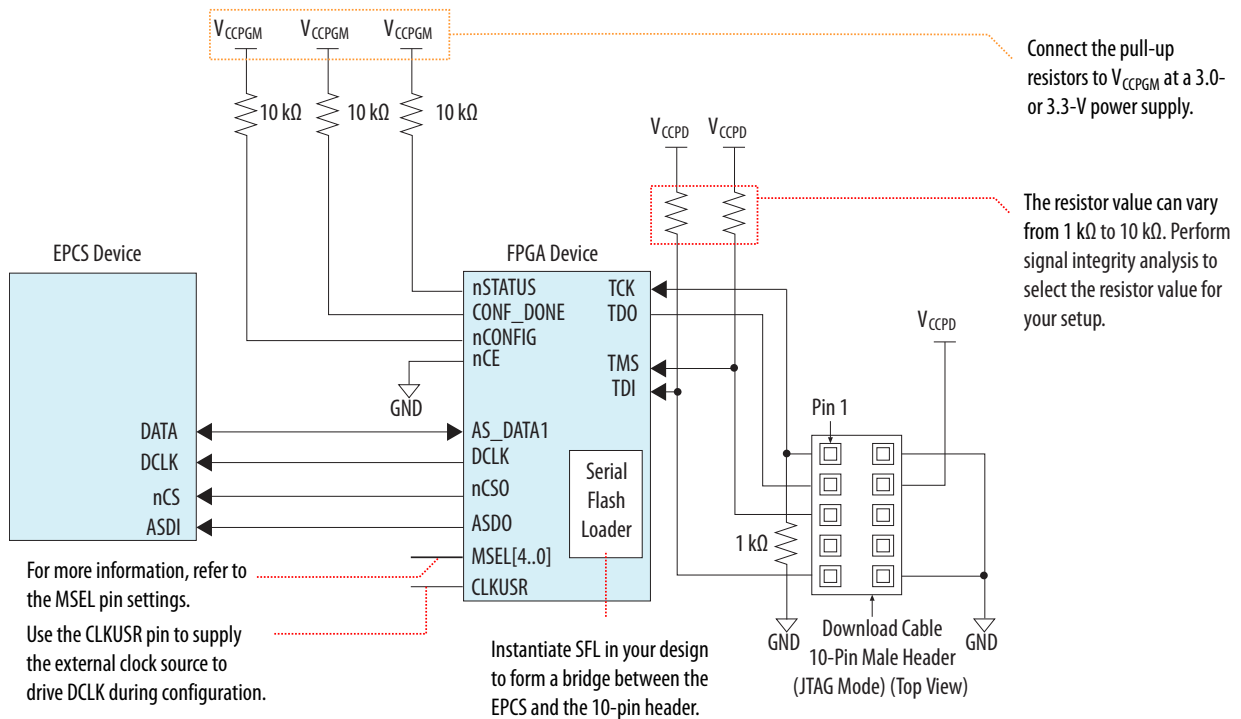 VCCPGM VCCPGM VCCPGM
10 kΩ 10 kΩ 10 kΩ
Connect the pull-up
resistors to VCCPGM at a 3.0-
or 3.3-V power supply.
VCCPD VCCPD
The resistor value can vary
from 1 kΩ to 10 kΩ. Perform
signal integrity analysis to
select the resistor value for
your setup.
EPCS Device
DATA
DCLK
nCS
ASDI
FPGA Device
nSTATUS
CONF_DONE
nCONFIG
nCE
GND
AS_DATA1
DCLK
nCSO
ASDO
MSEL[4..0]
CLKUSR
TCK
TDO
TMS
TDI
Serial
Flash
Loader
VCCPD
Pin 1
1 kΩ
GND
GND
Download Cable
10-Pin Male Header
(JTAG Mode) (Top View)
For more information, refer to
the MSEL pin settings.
Use the CLKUSR pin to supply
the external clock source to
drive DCLK during configuration.
Instantiate SFL in your design
to form a bridge between the
EPCS and the 10-pin header.